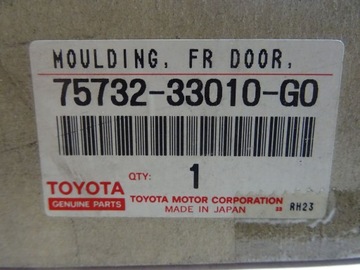 MOULDING, FR DOOR,
75732-33010-G0
QTY: 1
TOYOTA
GENUINE PARTS
TOYOTA MOTOR CORPORATION
MADE IN JAPAN
RH23